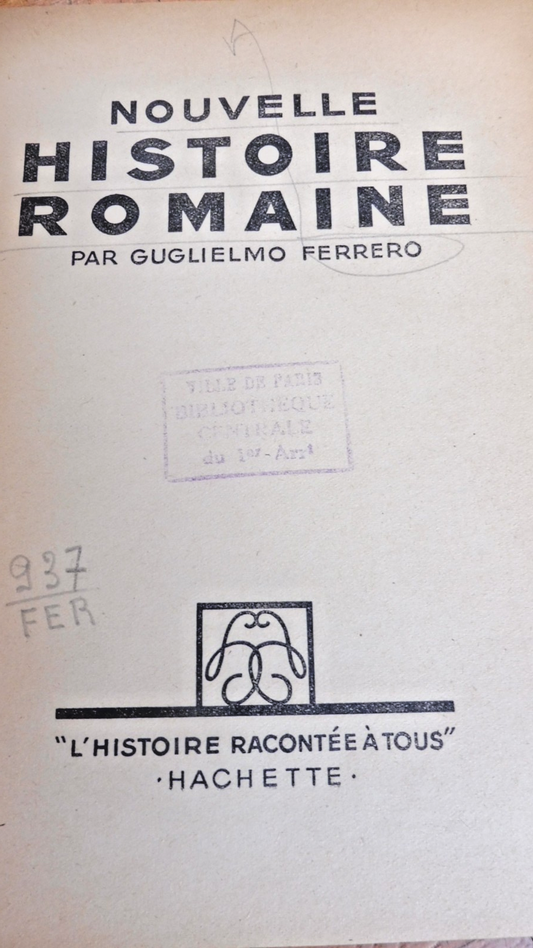 NOUVELLE
HISTOIRE
ROMAINE
PAR GUGLIELMO FERRERO
VILLE DE PARIS
BIBLIOTHÈQUE
CENTRALE
du 1er-Arrt
937
FER
"L'HISTOIRE RACONTÉE À TOUS"
·HACHETTE·